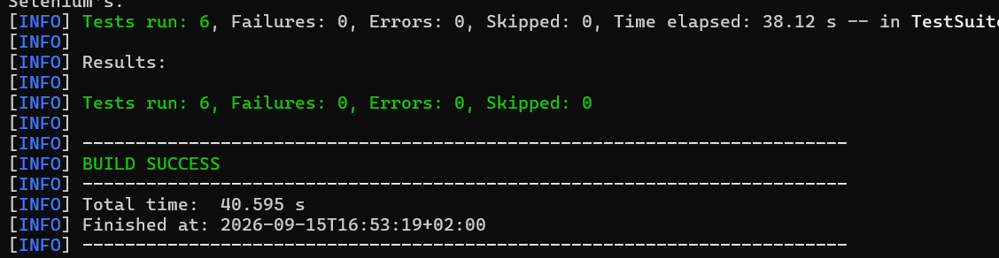 Selenium's.
[INFO] Tests run: 6, Failures: 0, Errors: 0, Skipped: 0, Time elapsed: 38.12 s -- in TestSuite
[INFO]
[INFO] Results:
[INFO]
[INFO] Tests run: 6, Failures: 0, Errors: 0, Skipped: 0
[INFO]
[INFO] ------------------------------------------------------------------------
[INFO] BUILD SUCCESS
[INFO] ------------------------------------------------------------------------
[INFO] Total time:  40.595 s
[INFO] Finished at: 2026-09-15T16:53:19+02:00
[INFO] ------------------------------------------------------------------------